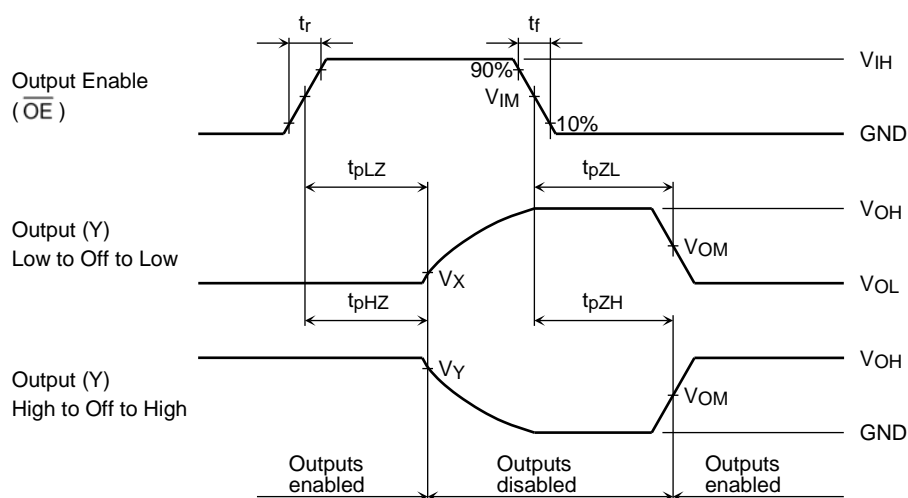 tr
tf
Output Enable
( O̅E̅ )
90%
VIM
10%
VIH
GND
tpLZ
tpZL
Output (Y)
Low to Off to Low
VX
VOM
VOH
VOL
tpHZ
tpZH
Output (Y)
High to Off to High
VY
VOM
VOH
GND
Outputs
enabled
Outputs
disabled
Outputs
enabled